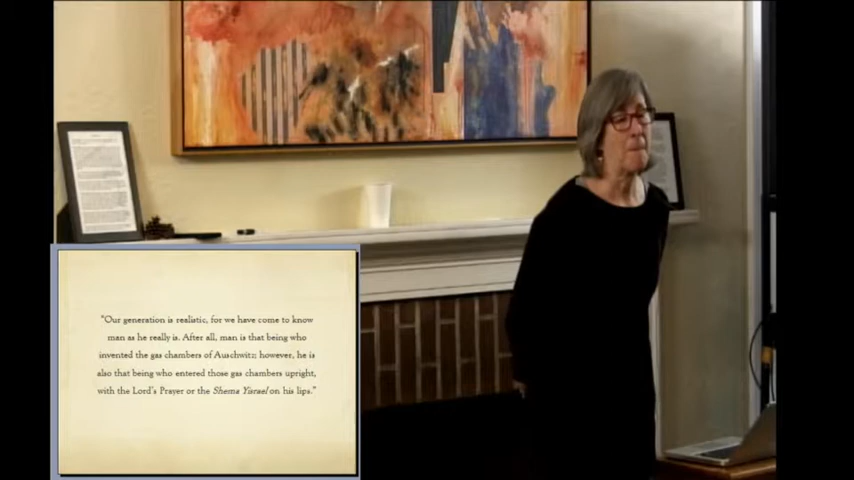 "Our generation is realistic, for we have come to know
man as he really is. After all, man is that being who
invented the gas chambers of Auschwitz; however, he is
also that being who entered those gas chambers upright,
with the Lord's Prayer or the Shema Yisrael on his lips."